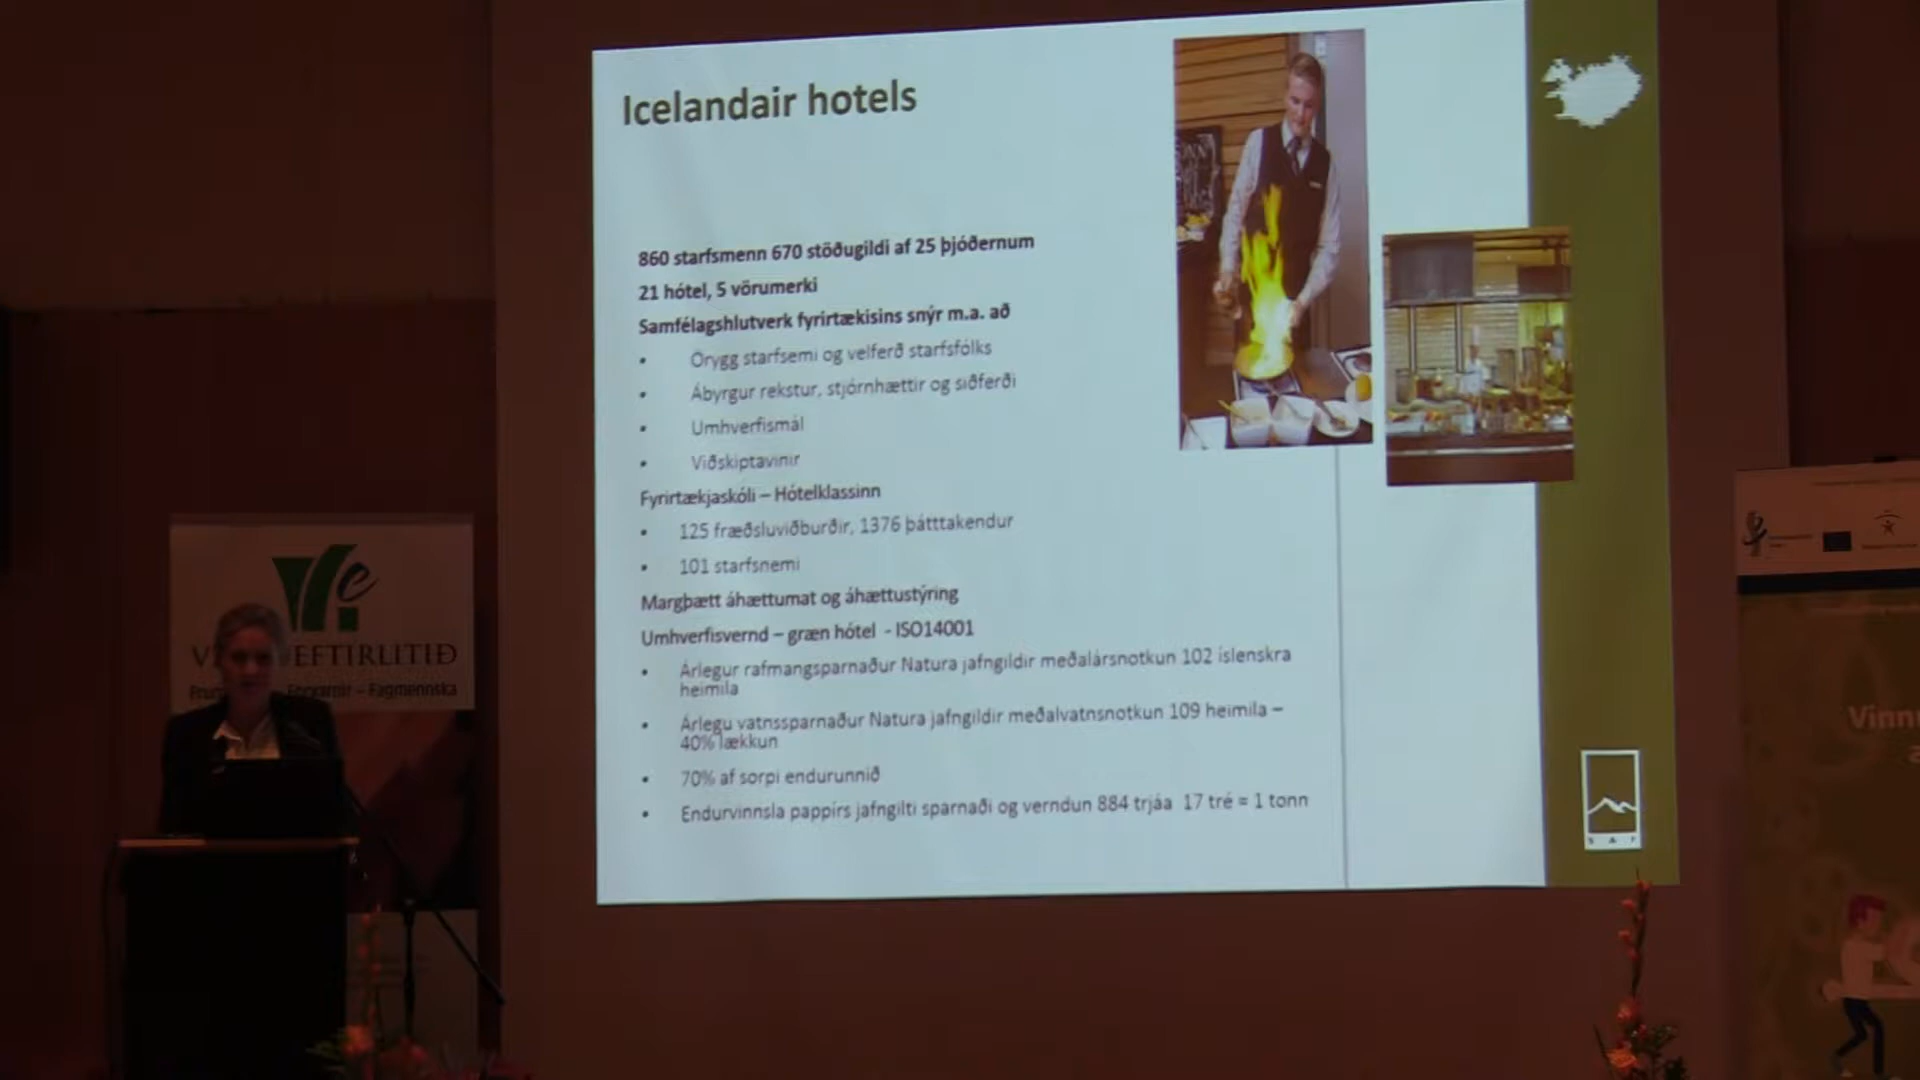 Icelandair hotels
860 starfsmenn 670 stöðugildi af 25 þjóðernum
21 hótel, 5 vörumerki
Samfélagshlutverk fyrirtækisins snýr m.a. að
• Örygg starfsemi og velferð starfsfólks
• Ábyrgur rekstur, stjórnhættir og siðferði
• Umhverfismál
• Viðskiptavinir
Fyrirtækjaskóli – Hótelklassinn
• 125 fræðsluviðburðir, 1376 þátttakendur
• 101 starfsnemi
Margþætt áhættumat og áhættustýring
Umhverfisvernd – græn hótel - ISO14001
• Árlegur rafmangsparnaður Natura jafngildir meðalársnotkun 102 íslenskra
heimila
• Árlegu vatnssparnaður Natura jafngildir meðalvatnsnotkun 109 heimila –
40% lækkun
• 70% af sorpi endurunnið
• Endurvinnsla pappírs jafngilti sparnaði og verndun 884 trjáa 17 tré = 1 tonn
S A F
Ve
V EFTIRLITIÐ
– Fagmennska
Vinn